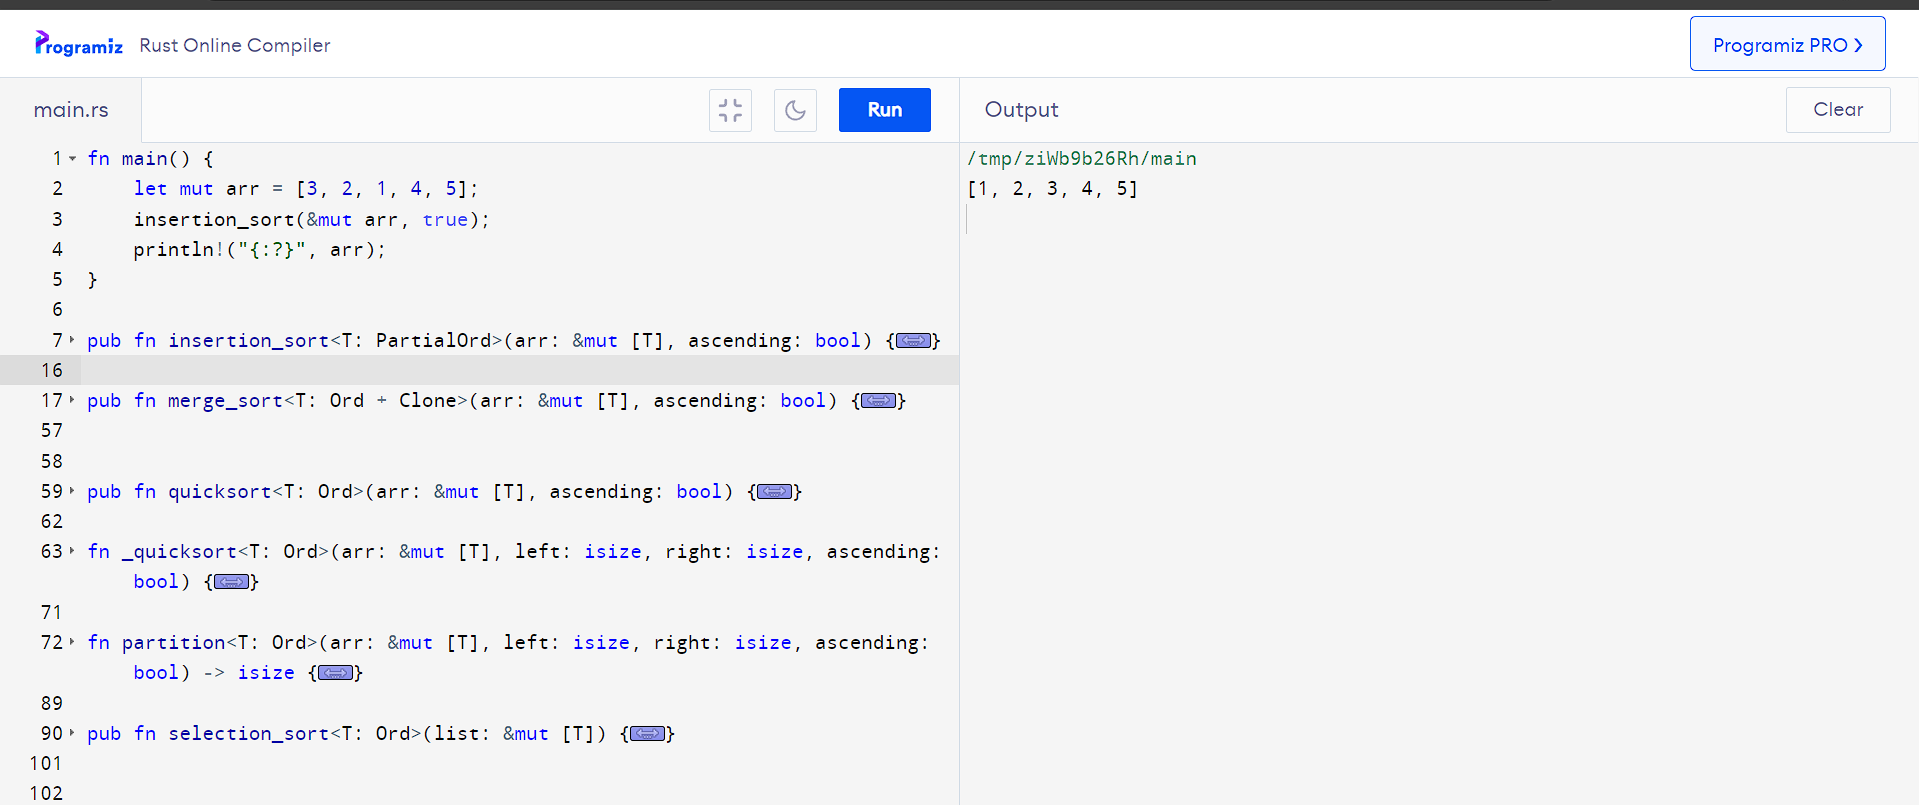 Programiz Rust Online Compiler
Programiz PRO
main.rs
Run
Output
Clear
1 fn main() {
2 let mut arr = [3, 2, 1, 4, 5];
3 insertion_sort(&mut arr, true);
4 println!("{:?}", arr);
5 }
6
7 pub fn insertion_sort<T: PartialOrd>(arr: &mut [T], ascending: bool) {}
16
17 pub fn merge_sort<T: Ord + Clone>(arr: &mut [T], ascending: bool) {}
57
58
59 pub fn quicksort<T: Ord>(arr: &mut [T], ascending: bool) {}
62
63 fn _quicksort<T: Ord>(arr: &mut [T], left: isize, right: isize, ascending:
bool) {}
71
72 fn partition<T: Ord>(arr: &mut [T], left: isize, right: isize, ascending:
bool) -> isize {}
89
90 pub fn selection_sort<T: Ord>(list: &mut [T]) {}
101
102
/tmp/ziWb9b26Rh/main
[1, 2, 3, 4, 5]